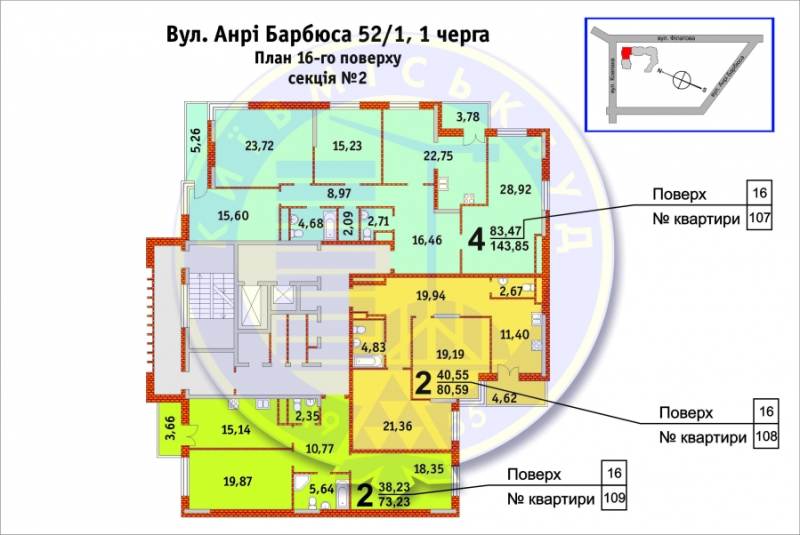 Вул. Анрі Барбюса 52/1, 1 черга
План 16-го поверху
секція №2
вул. Філатова
вул. Ковпака
вул. Анрі Барбюса
N
S
КИЇВМІСЬКБУД
5,26
23,72
15,23
3,78
22,75
28,92
8,97
15,60
4,68
2,09
2,71
16,46
4 83,47
143,85
Поверх 16
№ квартири 107
19,94
2,67
4,83
19,19
11,40
2 40,55
80,59
4,62
21,36
Поверх 16
№ квартири 108
3,66
15,14
2,35
10,77
19,87
5,64
18,35
2 38,23
73,23
Поверх 16
№ квартири 109